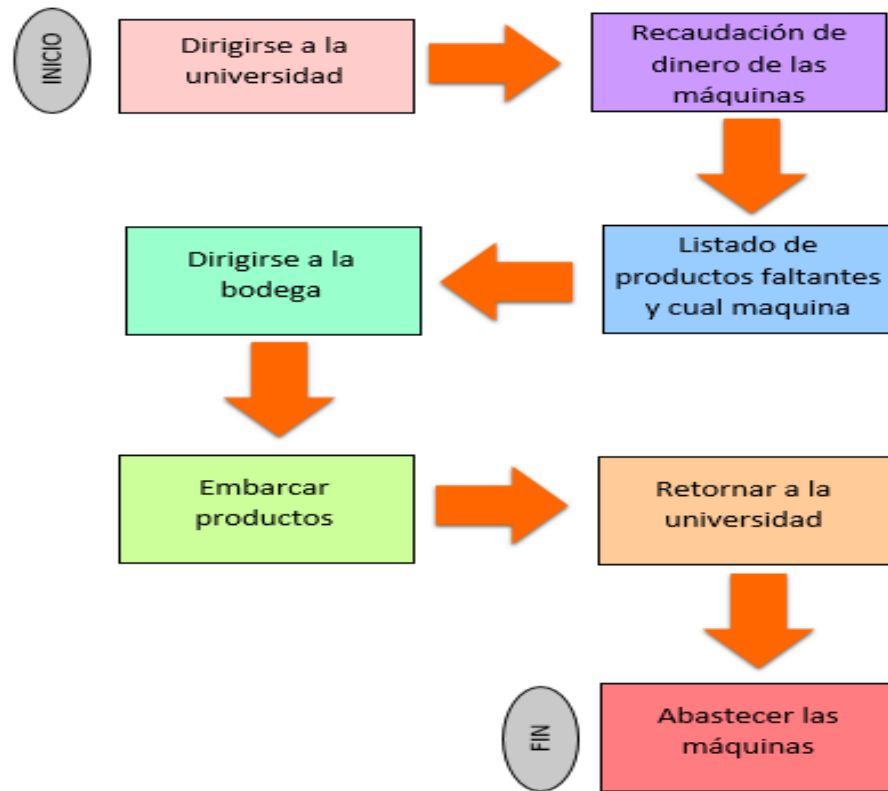 INICIO
Dirigirse a la
universidad
Recaudación de
dinero de las
máquinas
Listado de
productos faltantes
y cual maquina
Dirigirse a la
bodega
Embarcar
productos
Retornar a la
universidad
Abastecer las
máquinas
FIN